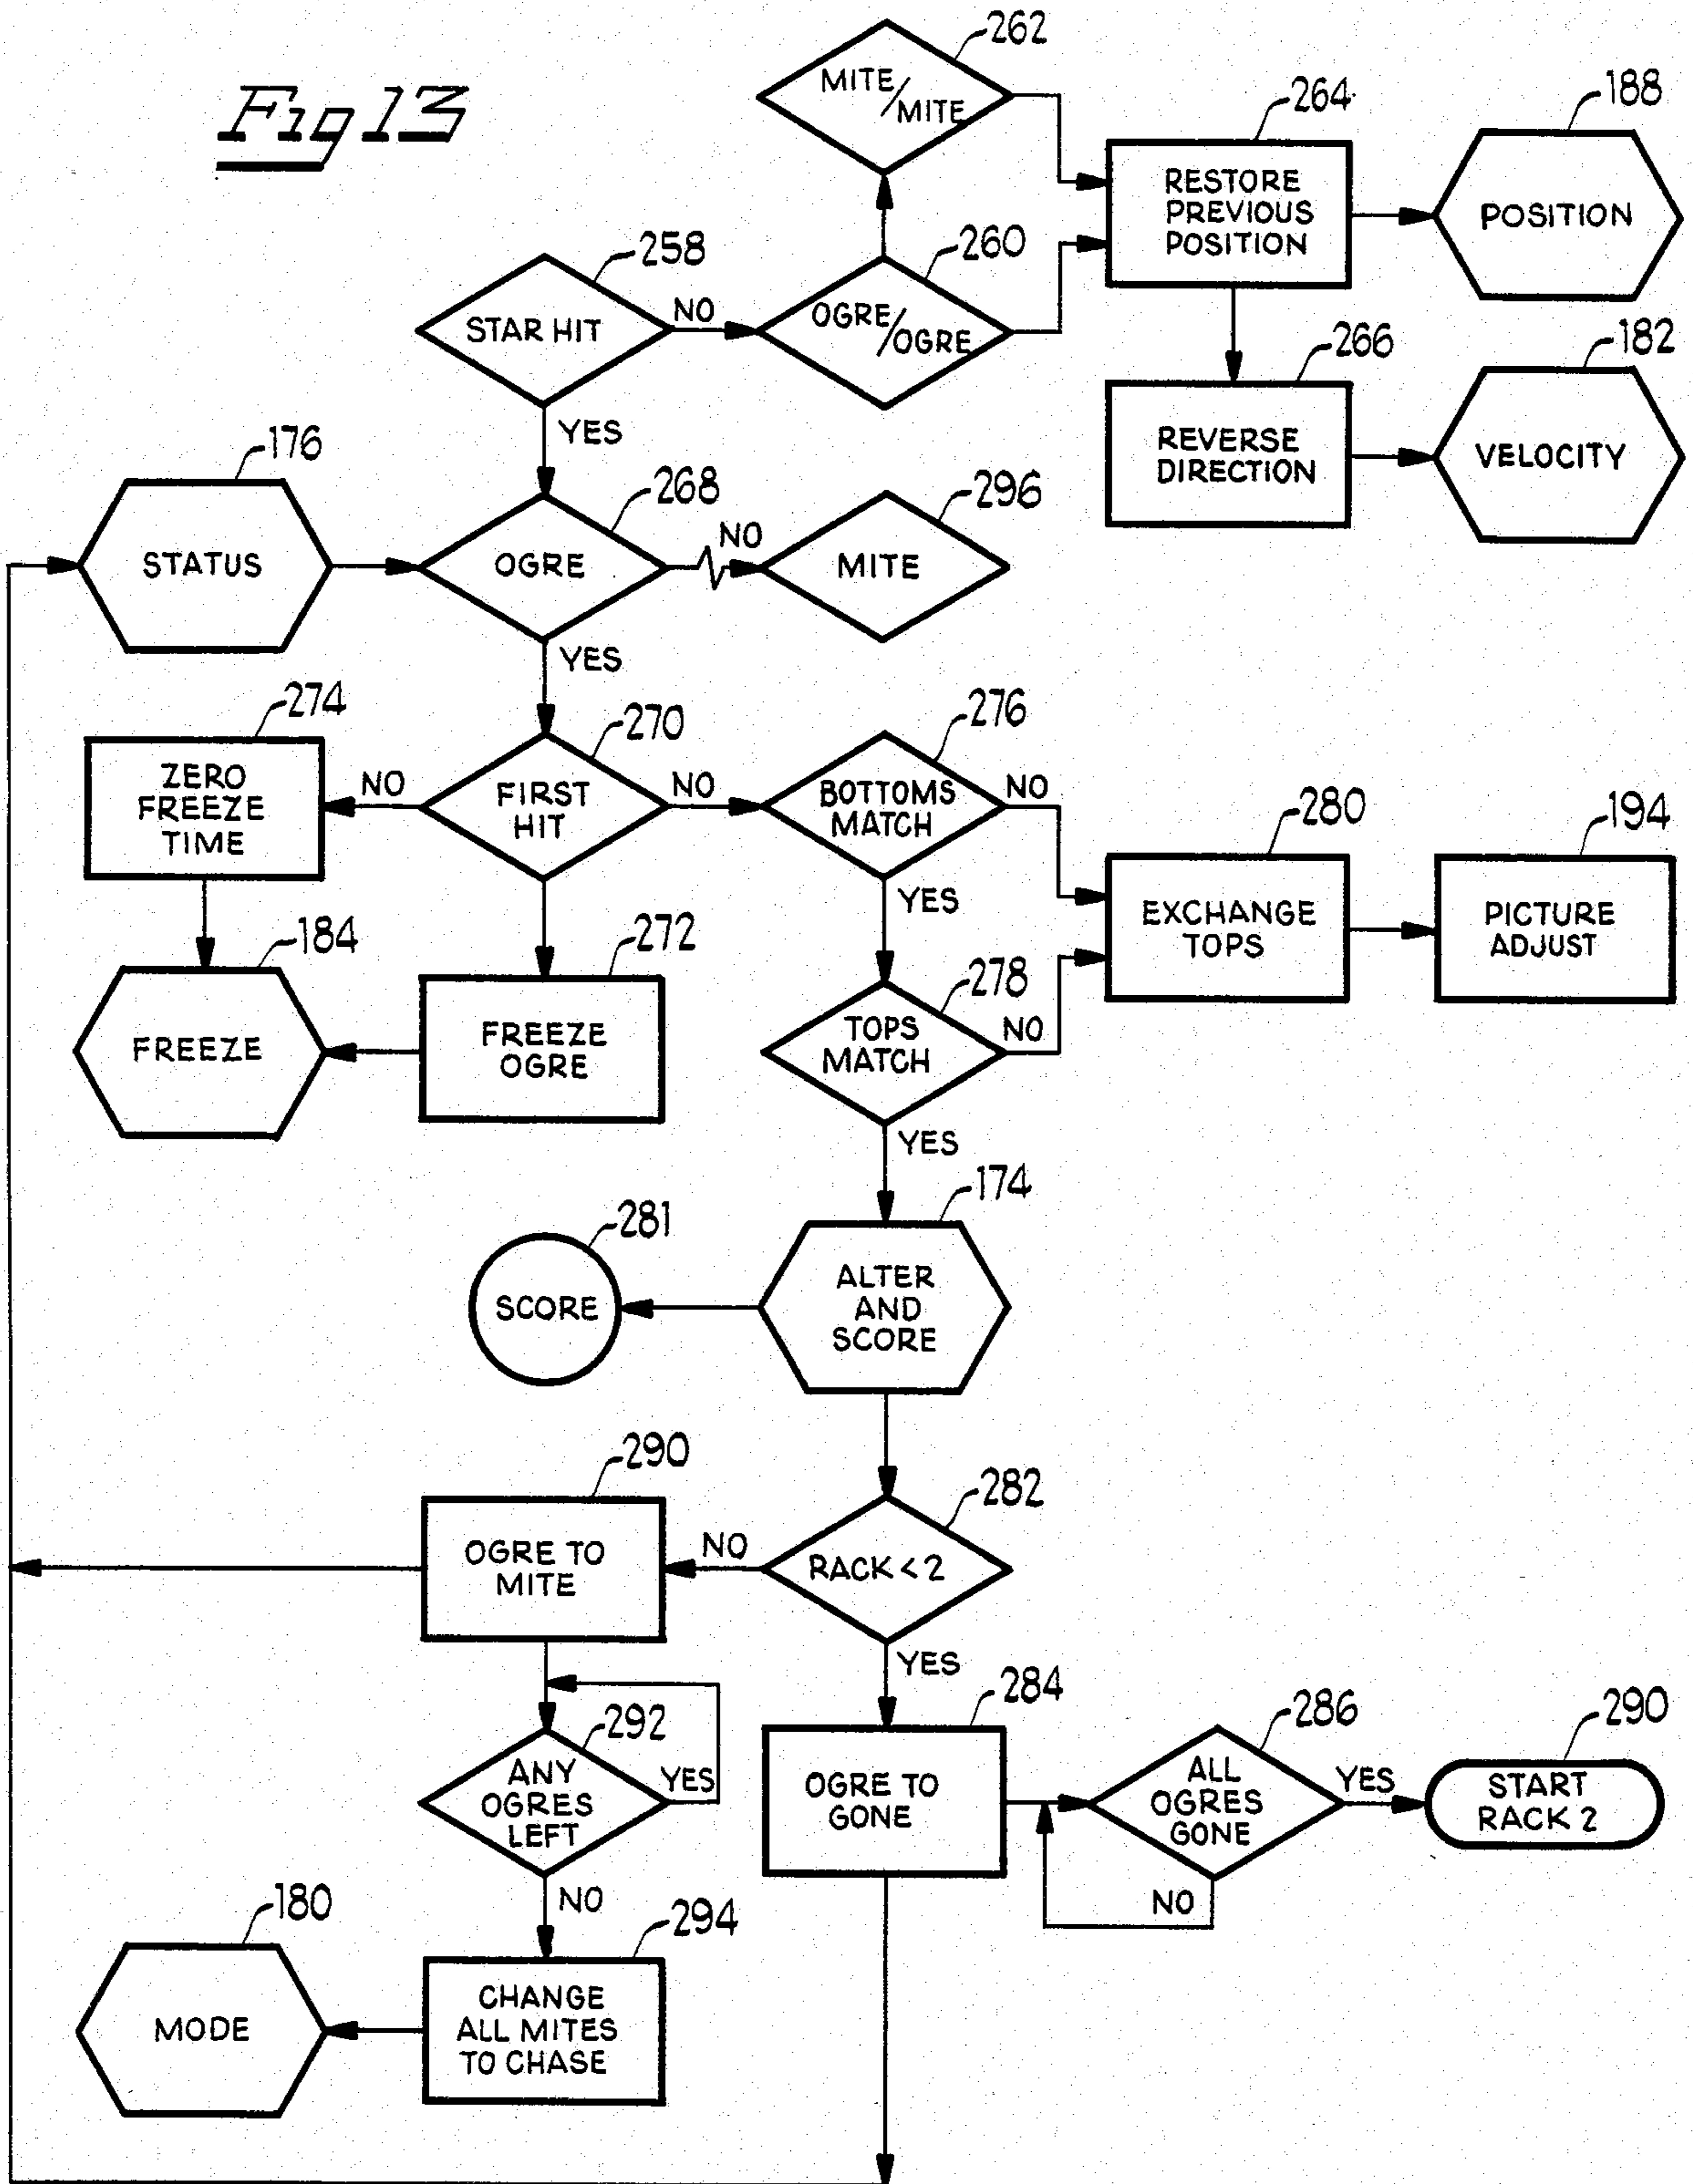 Fig 13
262
MITE/MITE
264
RESTORE
PREVIOUS
POSITION
188
POSITION
258
STAR HIT
NO
260
OGRE/OGRE
266
REVERSE
DIRECTION
182
VELOCITY
YES
176
STATUS
268
OGRE
NO
296
MITE
YES
274
ZERO
FREEZE
TIME
NO
270
FIRST
HIT
NO
276
BOTTOMS
MATCH
NO
280
EXCHANGE
TOPS
194
PICTURE
ADJUST
YES
184
FREEZE
272
FREEZE
OGRE
278
TOPS
MATCH
NO
YES
174
ALTER
AND
SCORE
281
SCORE
290
OGRE TO
MITE
NO
282
RACK < 2
YES
292
ANY
OGRES
LEFT
YES
284
OGRE TO
GONE
286
ALL
OGRES
GONE
YES
290
START
RACK 2
NO
NO
180
MODE
294
CHANGE
ALL MITES
TO CHASE